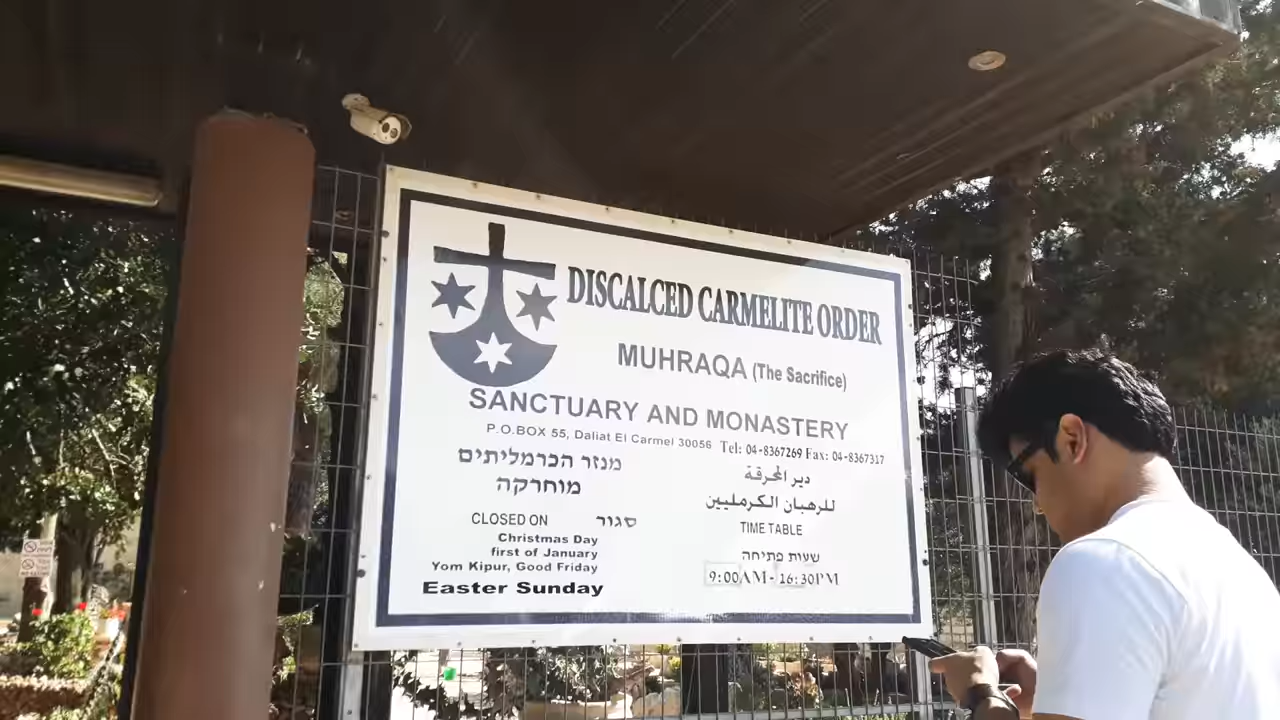 DISCALCED CARMELITE ORDER
MUHRAQA (The Sacrifice)
SANCTUARY AND MONASTERY
P.O.BOX 55, Daliat El Carmel 30056 Tel: 04-8367269 Fax: 04-8367317
מנזר הכרמליתים
מוחרקה
دير المحرقة
للرهبان الكرمليين
CLOSED ON סגור
Christmas Day
first of January
Yom Kipur, Good Friday
Easter Sunday
TIME TABLE
שעות פתיחה
9:00AM- 16:30PM